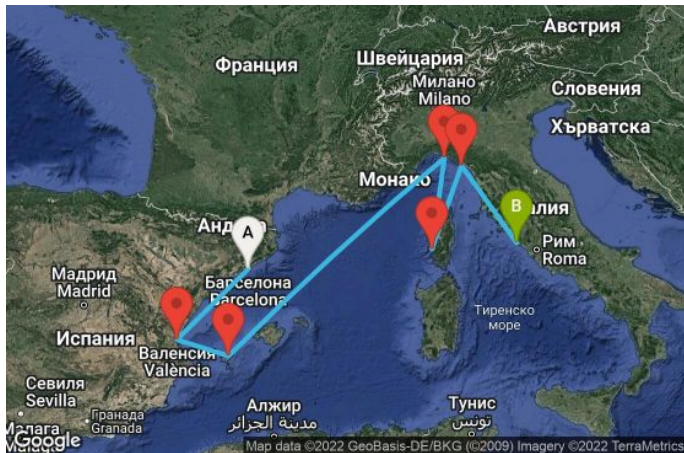 Австрия
Швейцария
Франция
Милано
Milano
Словения
Хърватска
Монако
B
алия
Анд
A
Рим
Roma
Мадрид
Madrid
Барселона
Barcelona
Тиренско
море
Испания
Валенсия
València
Севиля
Sevilla
Гранада
Granada
Алжир
مدينة الجزائر
Тунис
تونس
Google
Map data ©2022 GeoBasis-DE/BKG (©2009) Imagery ©2022 TerraMetrics